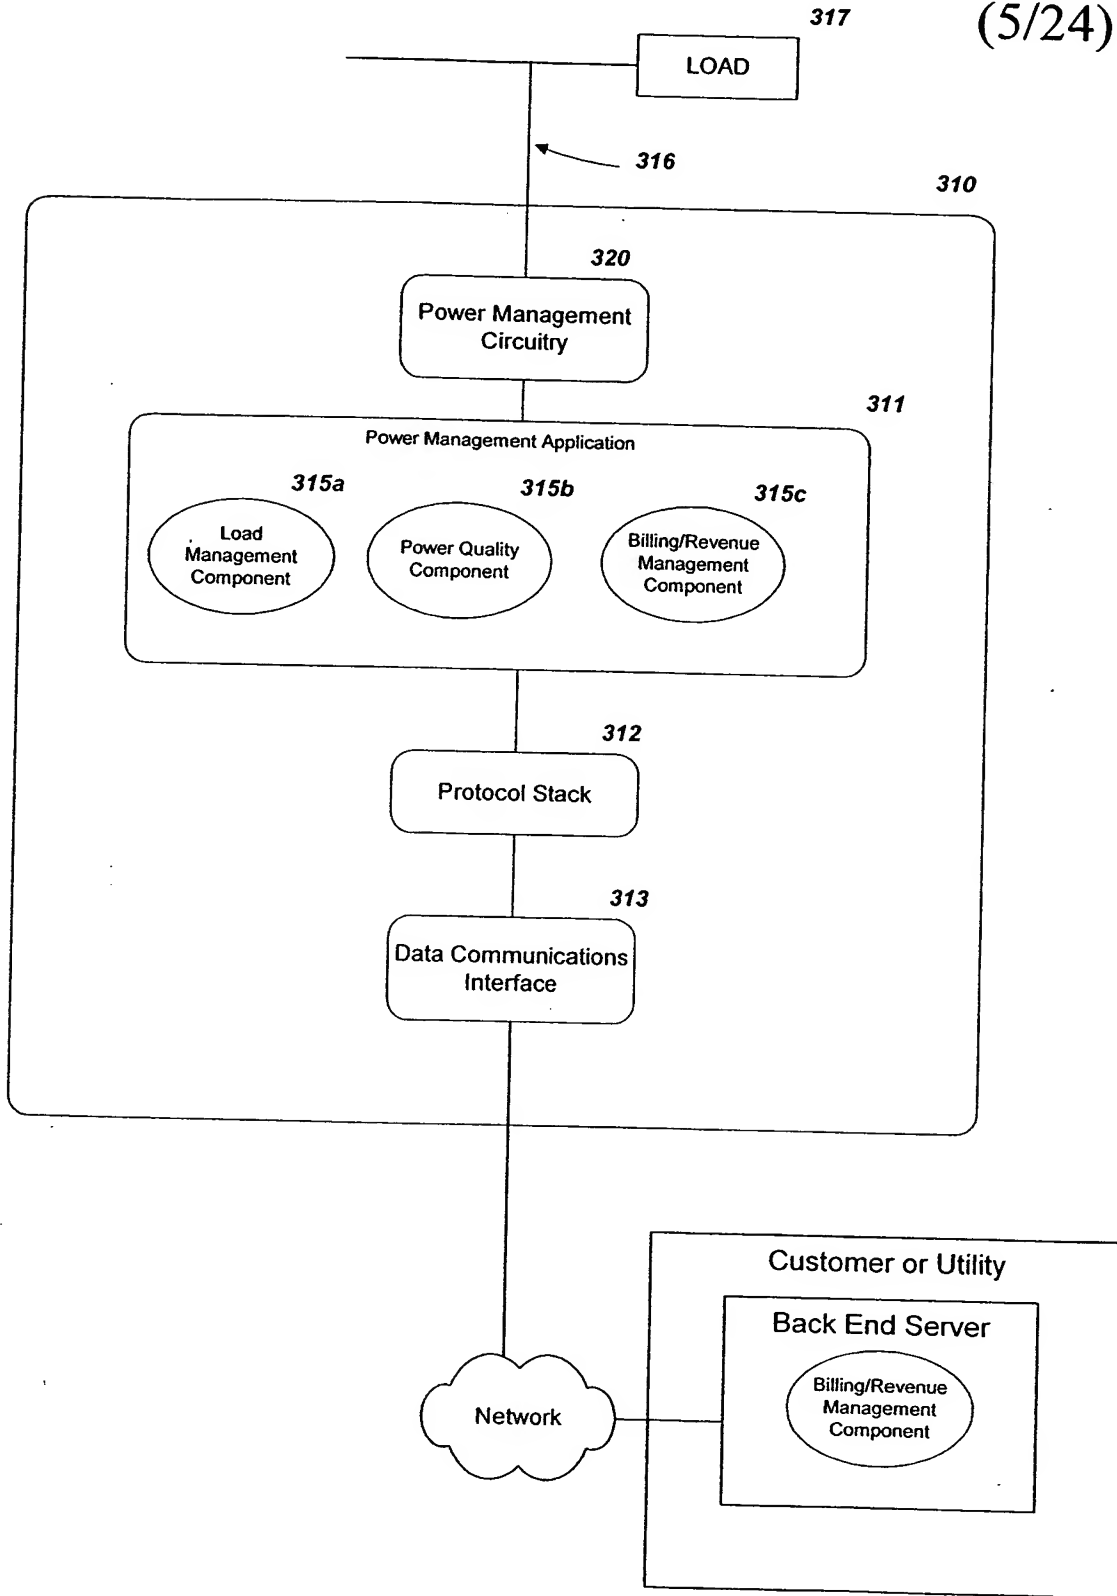 (5/24)
317
LOAD
316
310
320
Power Management
Circuitry
311
Power Management Application
315a
315b
315c
Load
Management
Component
Power Quality
Component
Billing/Revenue
Management
Component
312
Protocol Stack
313
Data Communications
Interface
Customer or Utility
Back End Server
Billing/Revenue
Management
Component
Network